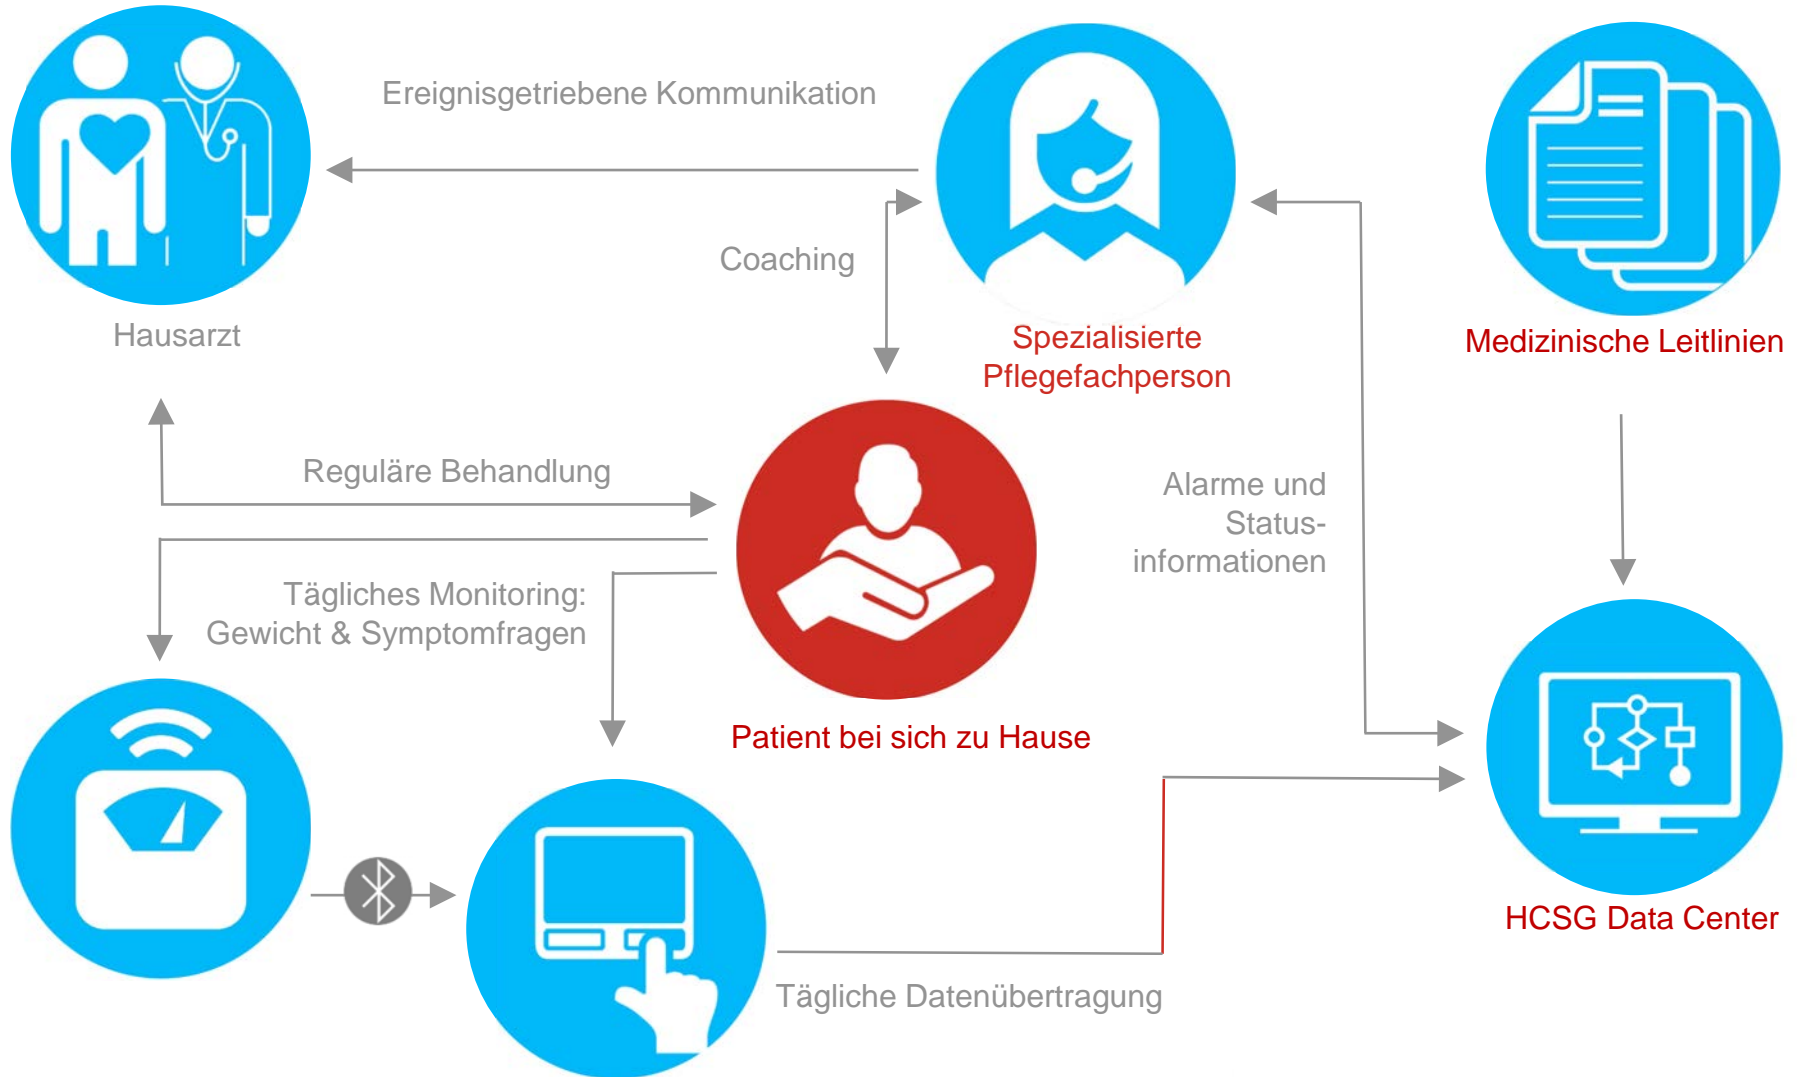 Ereignisgetriebene Kommunikation
Coaching
Hausarzt
Spezialisierte
Pflegefachperson
Medizinische Leitlinien
Reguläre Behandlung
Alarme und
Status-
informationen
Tägliches Monitoring:
Gewicht & Symptomfragen
Patient bei sich zu Hause
HCSG Data Center
Tägliche Datenübertragung